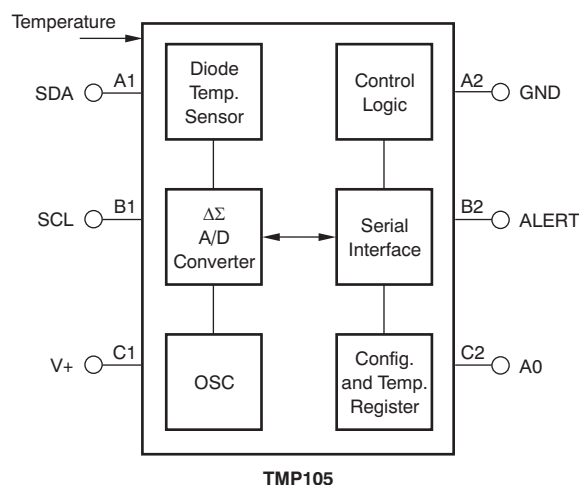 Temperature
SDA
A1
Diode
Temp.
Sensor
Control
Logic
A2
GND
SCL
B1
ΔΣ
A/D
Converter
Serial
Interface
B2
ALERT
V+
C1
OSC
Config.
and Temp.
Register
C2
A0
TMP105